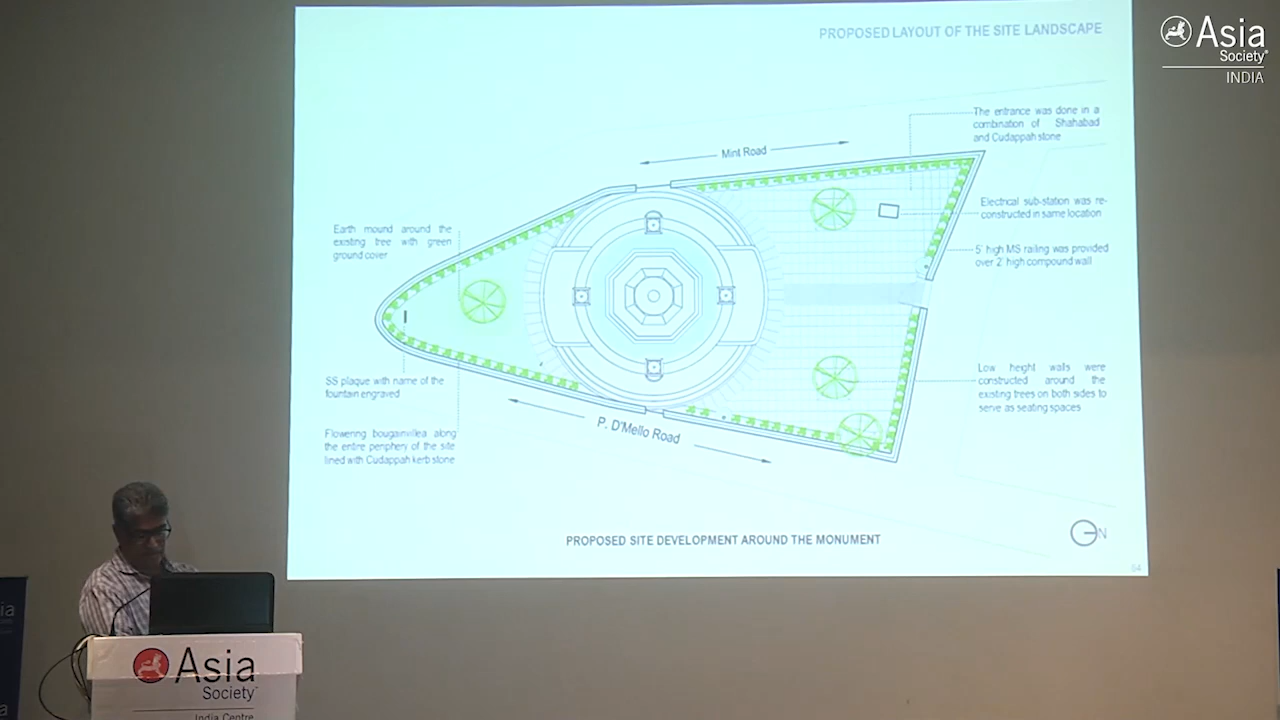 PROPOSED LAYOUT OF THE SITE LANDSCAPE
Asia
Society
INDIA
The entrance was done in a
combination of Shahabad
and Cudappah stone
Mint Road
Electrical sub-station was re-
constructed in same location
Earth mound around the
existing tree with green
ground cover
5' high MS railing was provided
over 2' high compound wall
SS plaque with name of the
fountain engraved
Low height walls were
constructed around the
existing trees on both sides to
serve as seating spaces
P. D'Mello Road
Flowering bougainvillea along
the entire periphery of the site
lined with Cudappah kerb stone
PROPOSED SITE DEVELOPMENT AROUND THE MONUMENT
N
64
ia
a
Asia
Society
India Centre